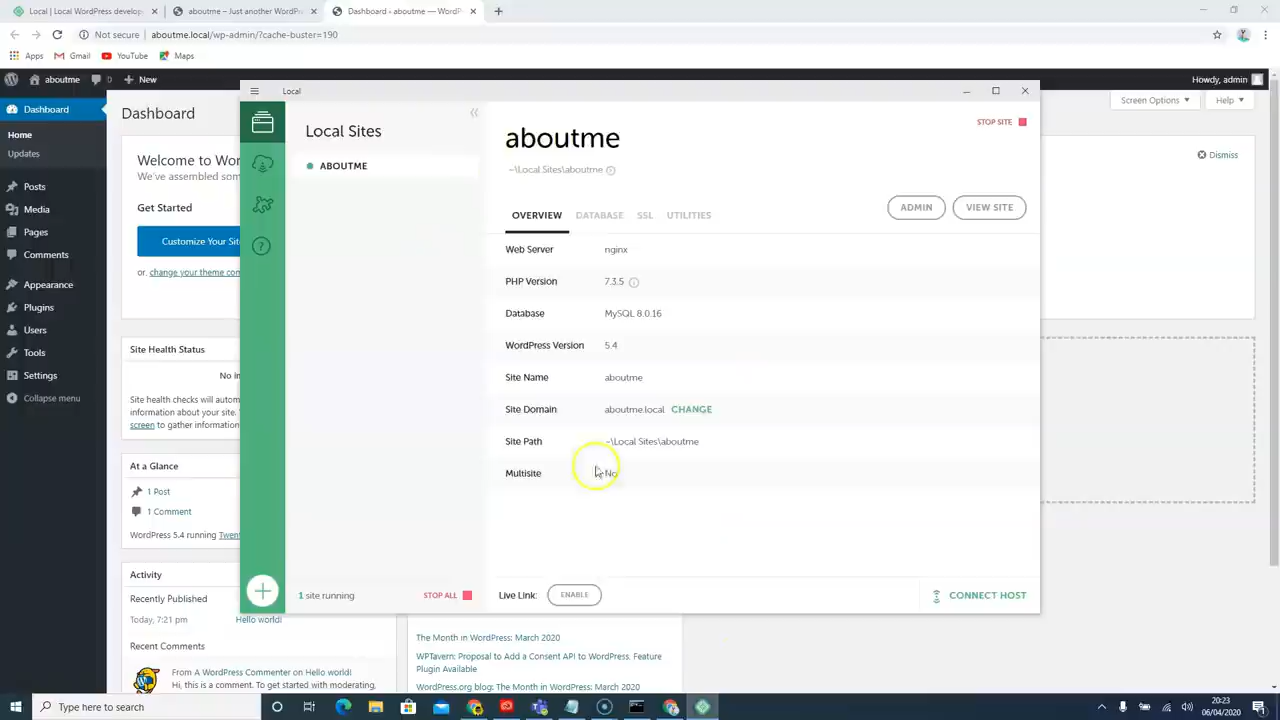 Local | Local WordPress develop
aboutme – Just another WordPress
Dashboard ‹ aboutme — WordP
Not secure | aboutme.local/wp-admin/?cache-buster=190
Apps Gmail YouTube Maps
aboutme 0 + New
Howdy, admin
Dashboard
Home
Updates
Posts
Media
Pages
Comments
Appearance
Plugins
Users
Tools
Settings
Collapse menu
Dashboard
Screen Options Help
Welcome to Wor
We've assembled som
Dismiss
Get Started
Customize Your Sit
or, change your theme com
Site Health Status
No in
Site health checks will autom
information about your site.
screen to gather information
At a Glance
1 Post
1 Comment
WordPress 5.4 running Twent
Activity
Recently Published
Today, 7:21 pm Hello world!
Recent Comments
From A WordPress Commenter on Hello world!
Hi, this is a comment. To get started with moderating,
Local
Local Sites
ABOUTME
1 site running STOP ALL
aboutme
STOP SITE
~\Local Sites\aboutme
ADMIN VIEW SITE
OVERVIEW DATABASE SSL UTILITIES
Web Server nginx
PHP Version 7.3.5
Database MySQL 8.0.16
WordPress Version 5.4
Site Name aboutme
Site Domain aboutme.local CHANGE
Site Path ~\Local Sites\aboutme
Multisite No
Live Link: ENABLE
CONNECT HOST
The Month in WordPress: March 2020
WPTavern: Proposal to Add a Consent API to WordPress. Feature
Plugin Available
WordPress.org blog: The Month in WordPress: March 2020
Type here to search
20:23
06/04/2020